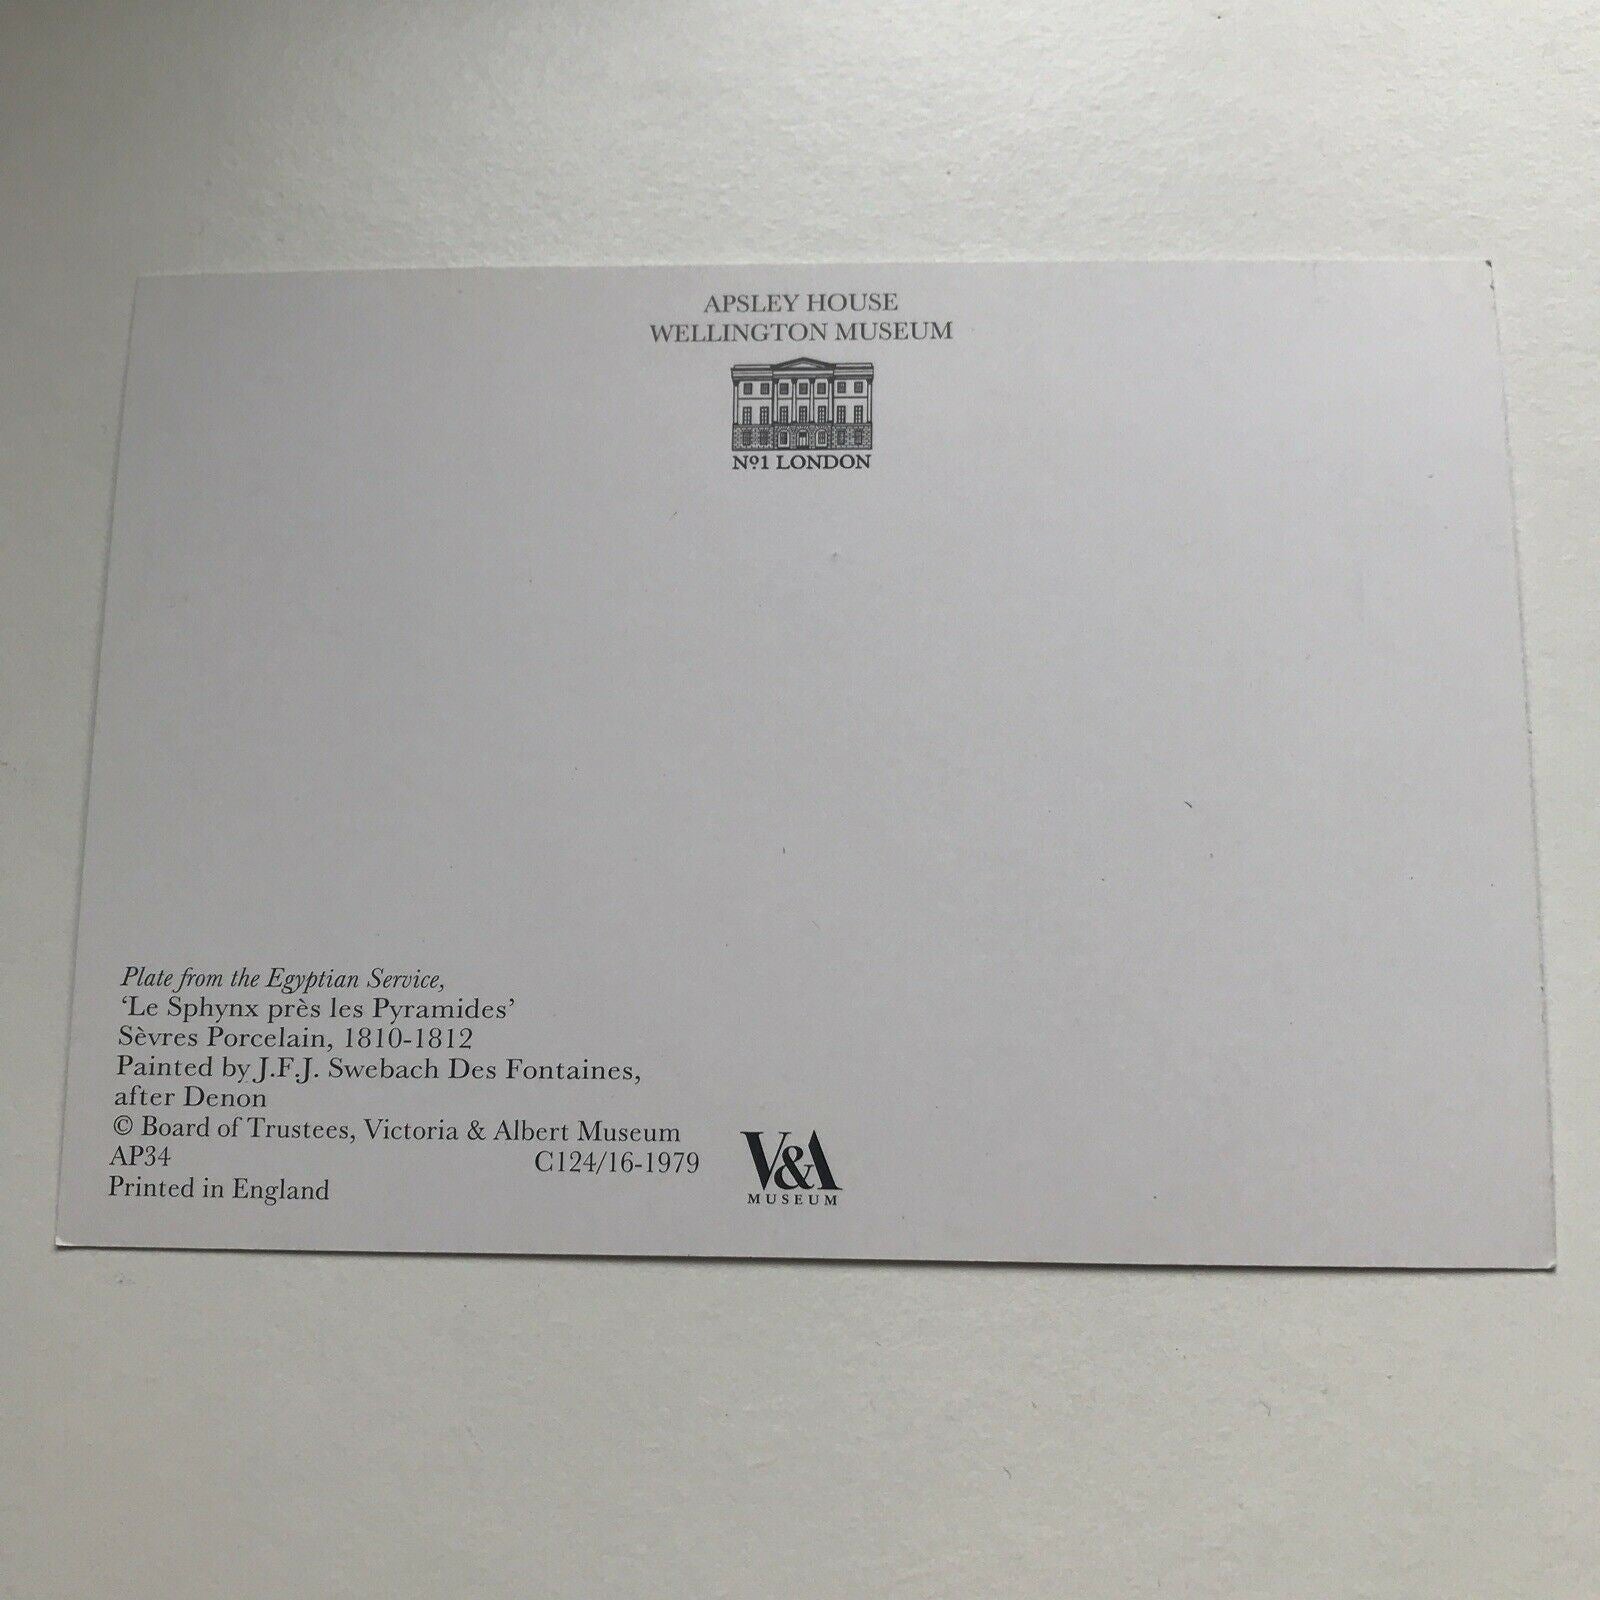 APSLEY HOUSE
WELLINGTON MUSEUM
Nº1 LONDON
Plate from the Egyptian Service,
‘Le Sphynx près les Pyramides’
Sèvres Porcelain, 1810-1812
Painted by J.F.J. Swebach Des Fontaines,
after Denon
© Board of Trustees, Victoria & Albert Museum
AP34 C124/16-1979
Printed in England
V&A
MUSEUM